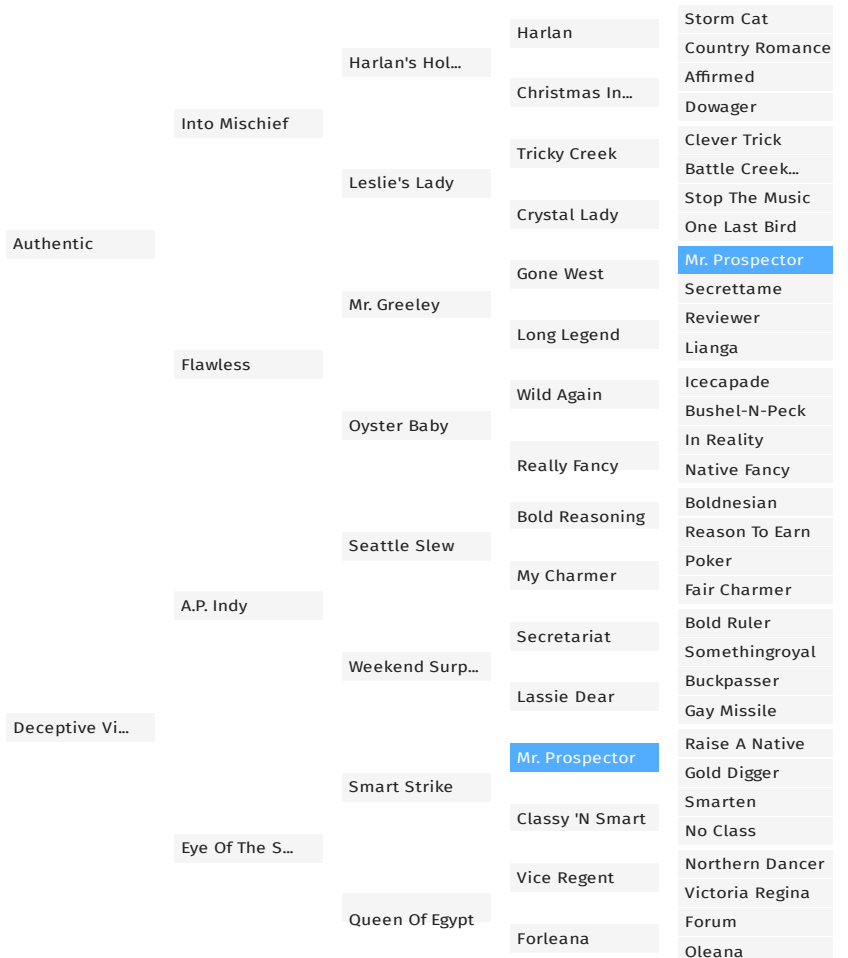 Storm Cat
Harlan
Country Romance
Harlan's Hol...
Affirmed
Christmas In...
Dowager
Into Mischief
Clever Trick
Tricky Creek
Battle Creek...
Leslie's Lady
Stop The Music
Crystal Lady
One Last Bird
Authentic
Mr. Prospector
Gone West
Secrettame
Mr. Greeley
Reviewer
Long Legend
Lianga
Flawless
Icecapade
Wild Again
Bushel-N-Peck
Oyster Baby
In Reality
Really Fancy
Native Fancy
Boldnesian
Bold Reasoning
Reason To Earn
Seattle Slew
Poker
My Charmer
Fair Charmer
A.P. Indy
Bold Ruler
Secretariat
Somethingroyal
Weekend Surp...
Buckpasser
Lassie Dear
Gay Missile
Deceptive Vi...
Raise A Native
Mr. Prospector
Gold Digger
Smart Strike
Smarten
Classy 'N Smart
No Class
Eye Of The S...
Northern Dancer
Vice Regent
Victoria Regina
Queen Of Egypt
Forum
Forleana
Oleana